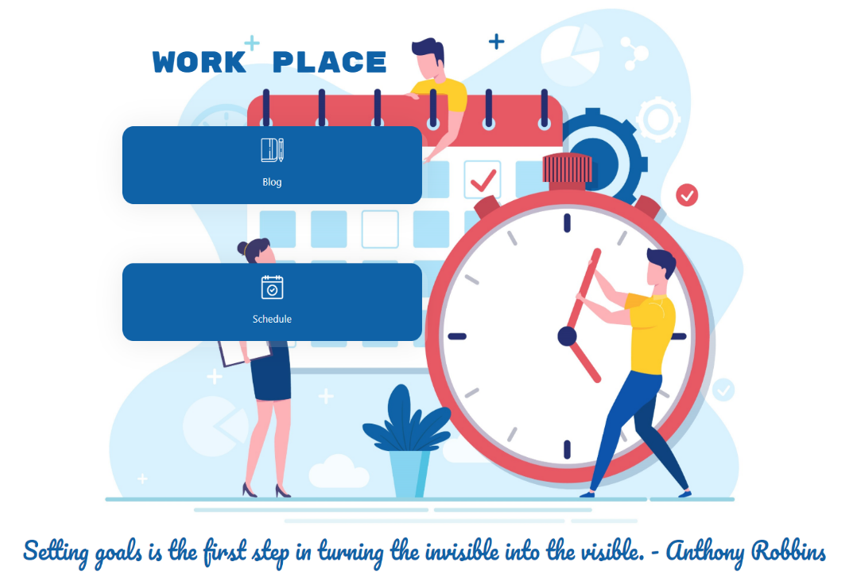 WORK PLACE
Blog
Schedule
Setting goals is the first step in turning the invisible into the visible. - Anthony Robbins